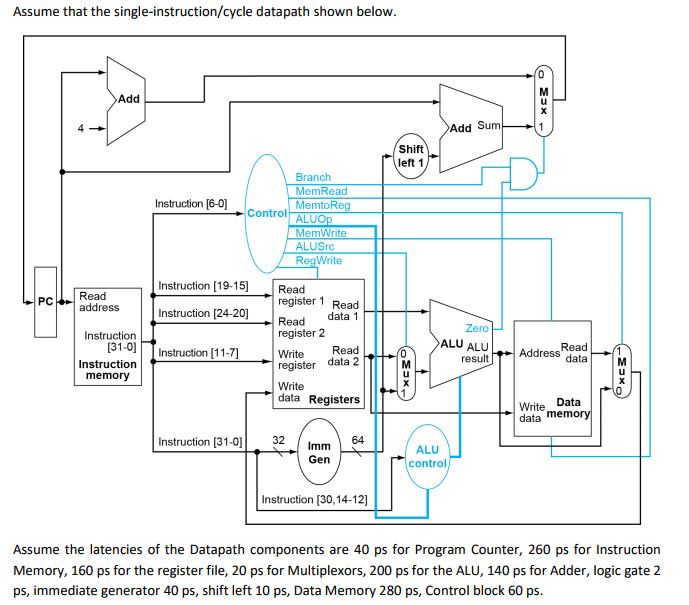 Assume that the single-instruction/cycle datapath shown below.
0
M
u
x
1
Add
4
Add Sum
Shift
left 1
Branch
MemRead
Instruction [6-0]
Control
MemtoReg
ALUOp
MemWrite
ALUSrc
RegWrite
PC
Read
address
Instruction
[31-0]
Instruction
memory
Instruction [19-15]
Instruction [24-20]
Instruction [11-7]
Read
register 1
Read
data 1
Read
register 2
Write
register
Read
data 2
Write
data
Registers
0
M
u
x
1
Zero
ALU
ALU
result
Address
Read
data
Write
data
Data
memory
1
M
u
x
0
Instruction [31-0]
32
Imm
Gen
64
ALU
control
Instruction [30,14-12]
Assume the latencies of the Datapath components are 40 ps for Program Counter, 260 ps for Instruction
Memory, 160 ps for the register file, 20 ps for Multiplexors, 200 ps for the ALU, 140 ps for Adder, logic gate 2
ps, immediate generator 40 ps, shift left 10 ps, Data Memory 280 ps, Control block 60 ps.